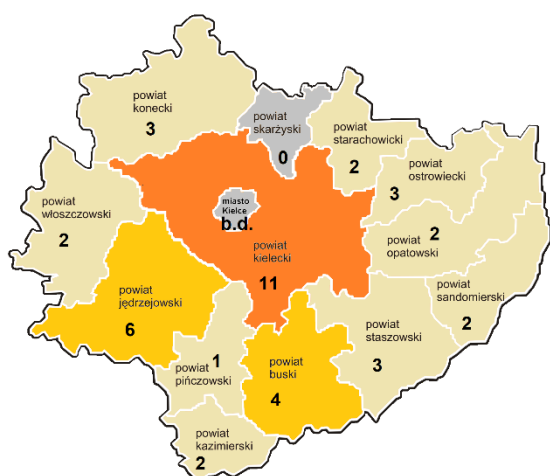 powiat
konecki
3
powiat
skarżyski
0
powiat
starachowicki
2
powiat
ostrowiecki
3
powiat
włoszczowski
2
miasto
Kielce
b.d.
powiat
kielecki
11
2
powiat
opatowski
powiat
sandomierski
2
powiat
jędrzejowski
6
powiat
staszowski
3
1
powiat
pińczowski
powiat
buski
4
powiat
kazimierski
2